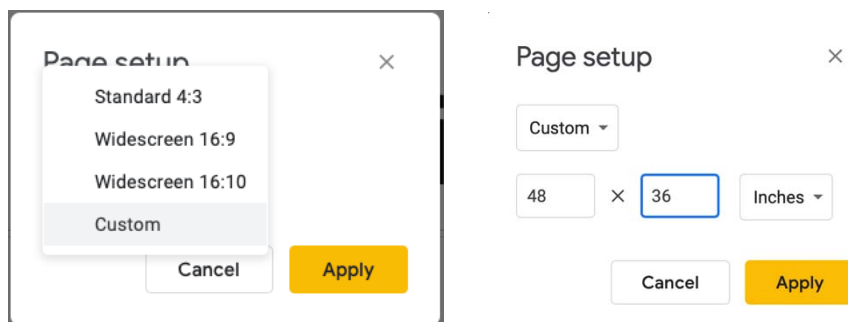 Page setup
Standard 4:3
Widescreen 16:9
Widescreen 16:10
Custom
Cancel
Apply
Page setup
Custom
48 × 36 Inches
Cancel
Apply